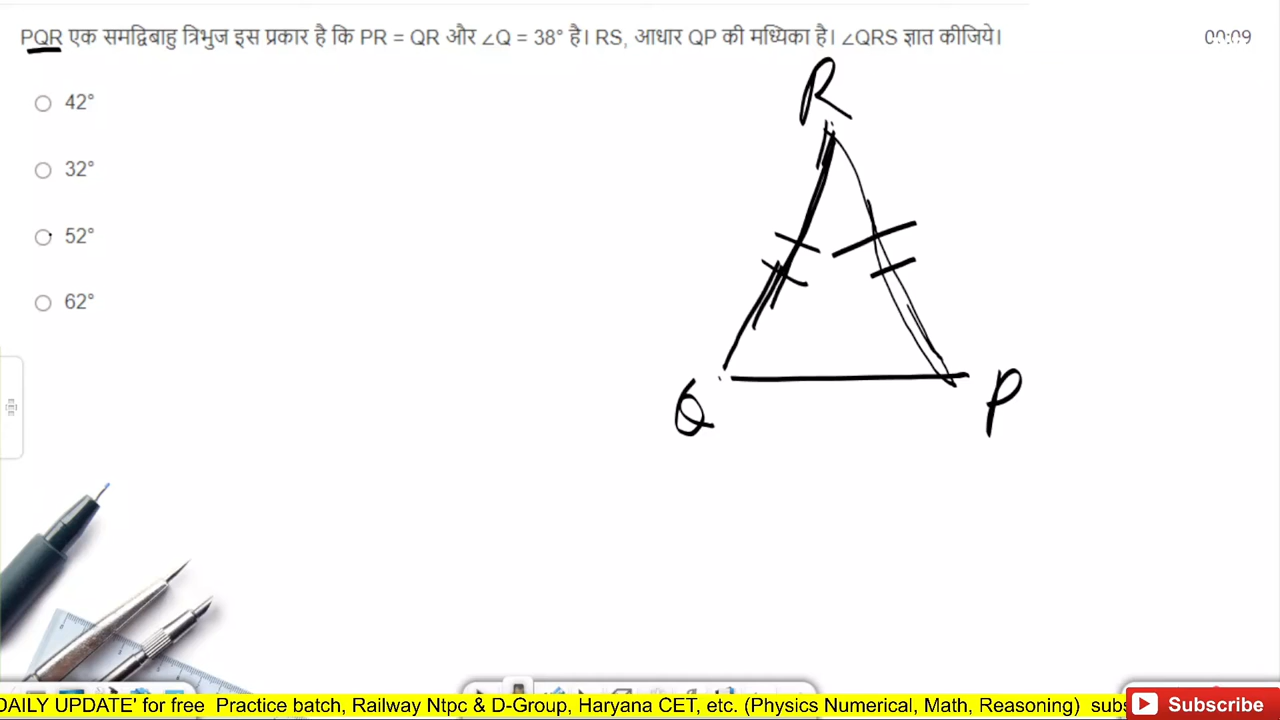 PQR एक समद्विबाहु त्रिभुज इस प्रकार है कि PR = QR और ∠Q = 38° है। RS, आधार QP की मध्यिका है। ∠QRS ज्ञात कीजिये।
00:09
42°
32°
52°
62°
R
Q
P
DAILY UPDATE' for free Practice batch, Railway Ntpc & D-Group, Haryana CET, etc. (Physics Numerical, Math, Reasoning)
Subscribe